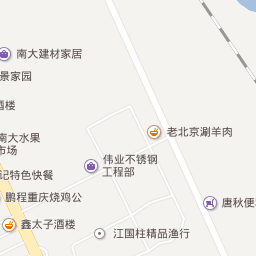 南大建材家居
景家园
酒楼
老北京涮羊肉
南大水果
市场
伟业不锈钢
工程部
记特色快餐
鹏程重庆烧鸡公
唐秋便
鑫太子酒楼
江国柱精品渔行